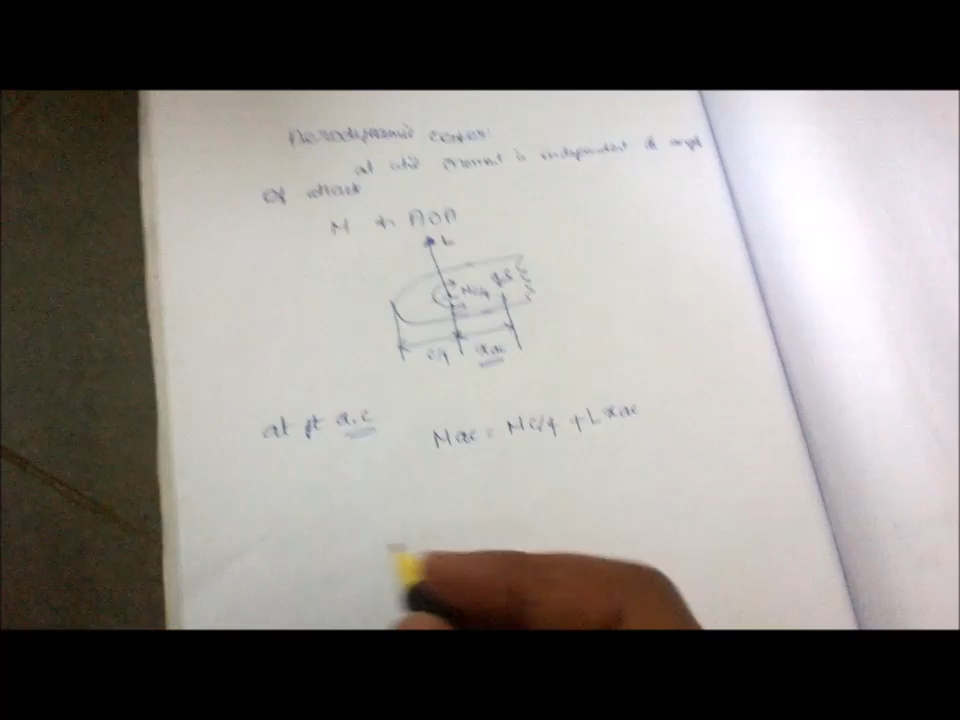 Aerodynamic center:
at which moment is independent of angle
of attack
M & AOA
L
Mc/4
a.c
c/4
xac
at pt a.c
Mac = Mc/4 + L xac